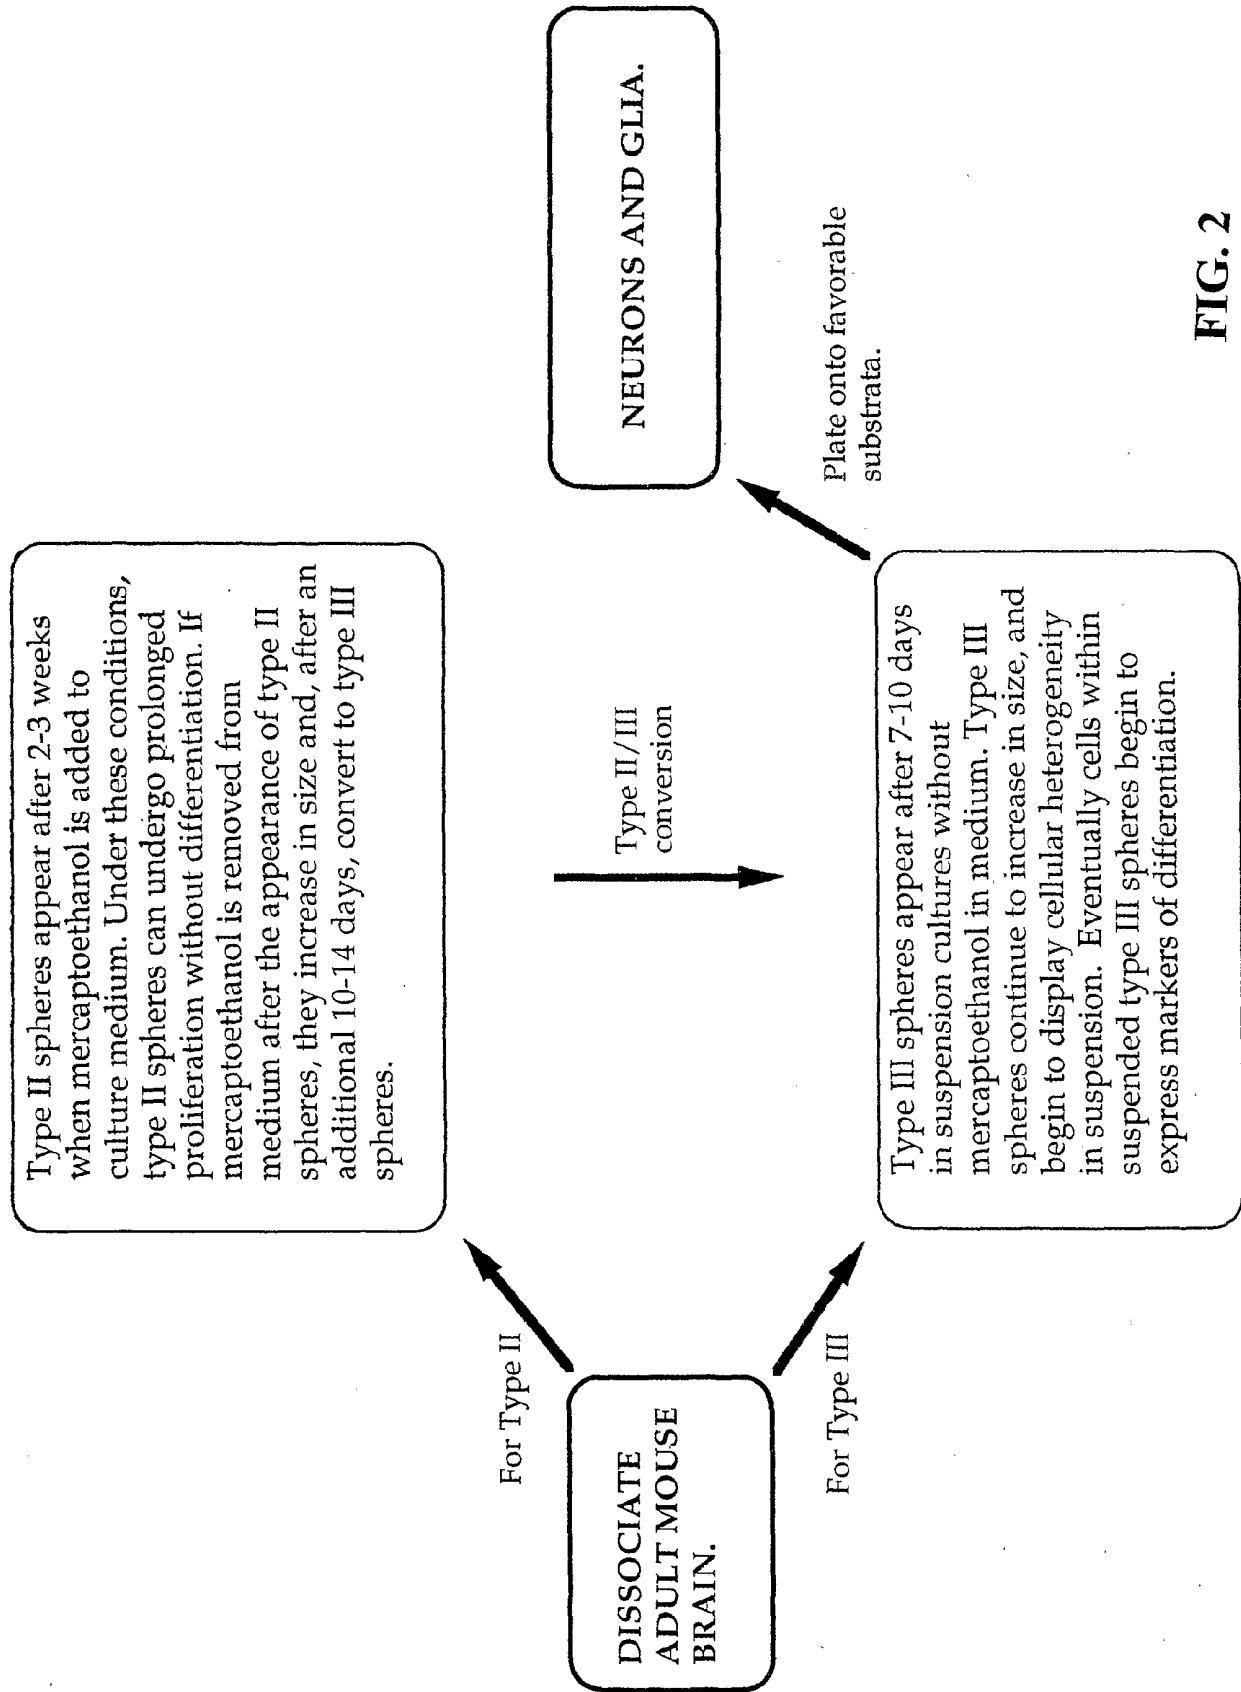 Type II spheres appear after 2-3 weeks
when mercaptoethanol is added to
culture medium. Under these conditions,
type II spheres can undergo prolonged
proliferation without differentiation. If
mercaptoethanol is removed from
medium after the appearance of type II
spheres, they increase in size and, after an
additional 10-14 days, convert to type III
spheres.
For Type II
DISSOCIATE
ADULT MOUSE
BRAIN.
For Type III
Type II/III
conversion
NEURONS AND GLIA.
Plate onto favorable
substrata.
Type III spheres appear after 7-10 days
in suspension cultures without
mercaptoethanol in medium. Type III
spheres continue to increase in size, and
begin to display cellular heterogeneity
in suspension. Eventually cells within
suspended type III spheres begin to
express markers of differentiation.
FIG. 2